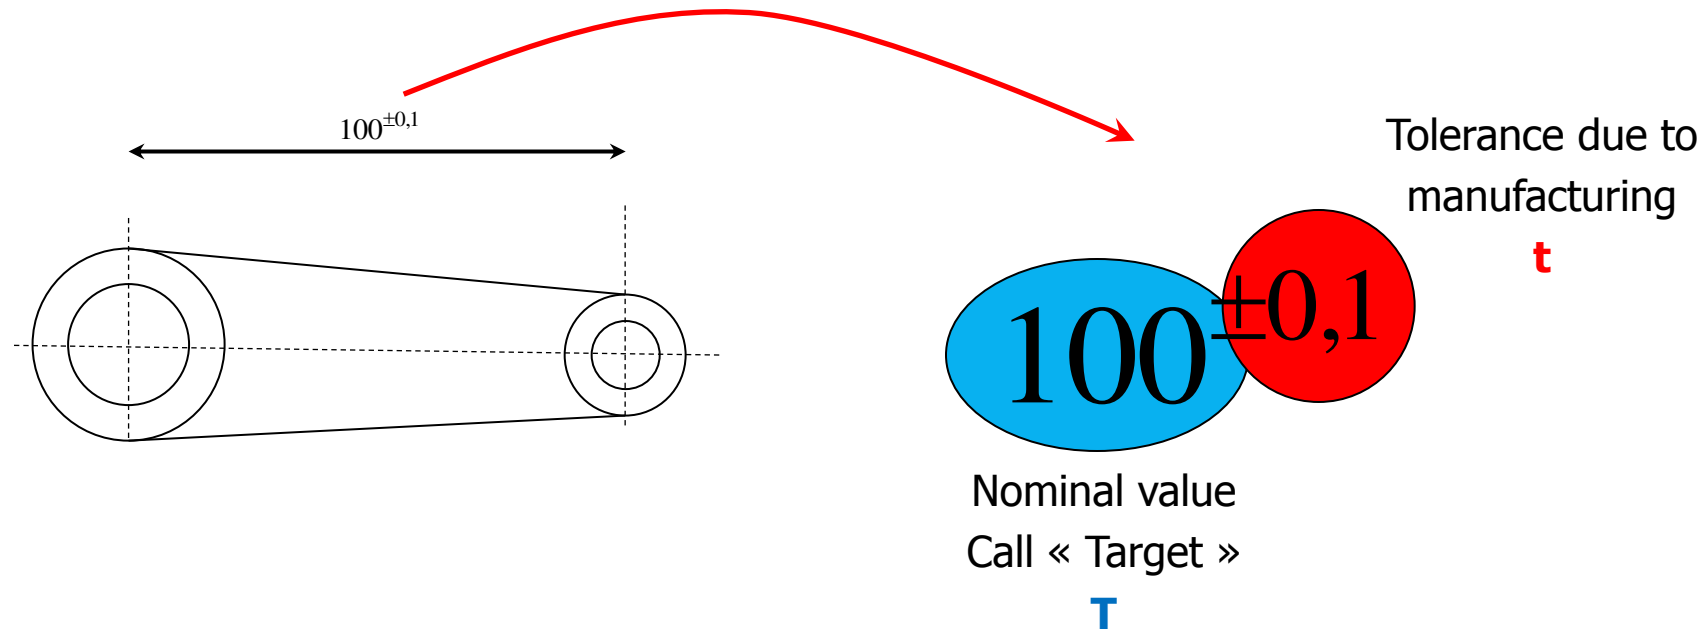 100±0,1
Tolerance due to
manufacturing
t
100±0,1
Nominal value
Call « Target »
T